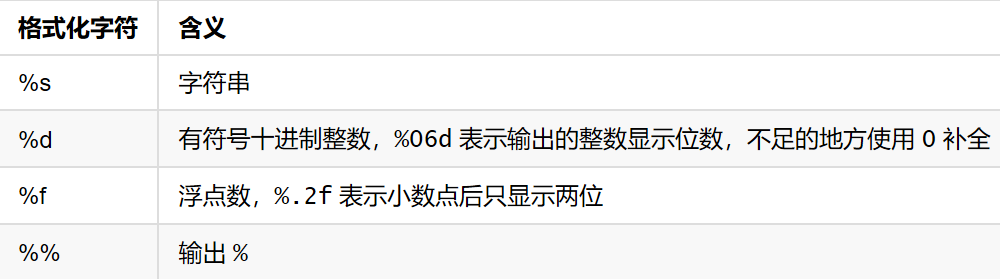 格式化字符 含义
%s 字符串
%d 有符号十进制整数，%06d 表示输出的整数显示位数，不足的地方使用 0 补全
%f 浮点数，%.2f 表示小数点后只显示两位
%% 输出 %